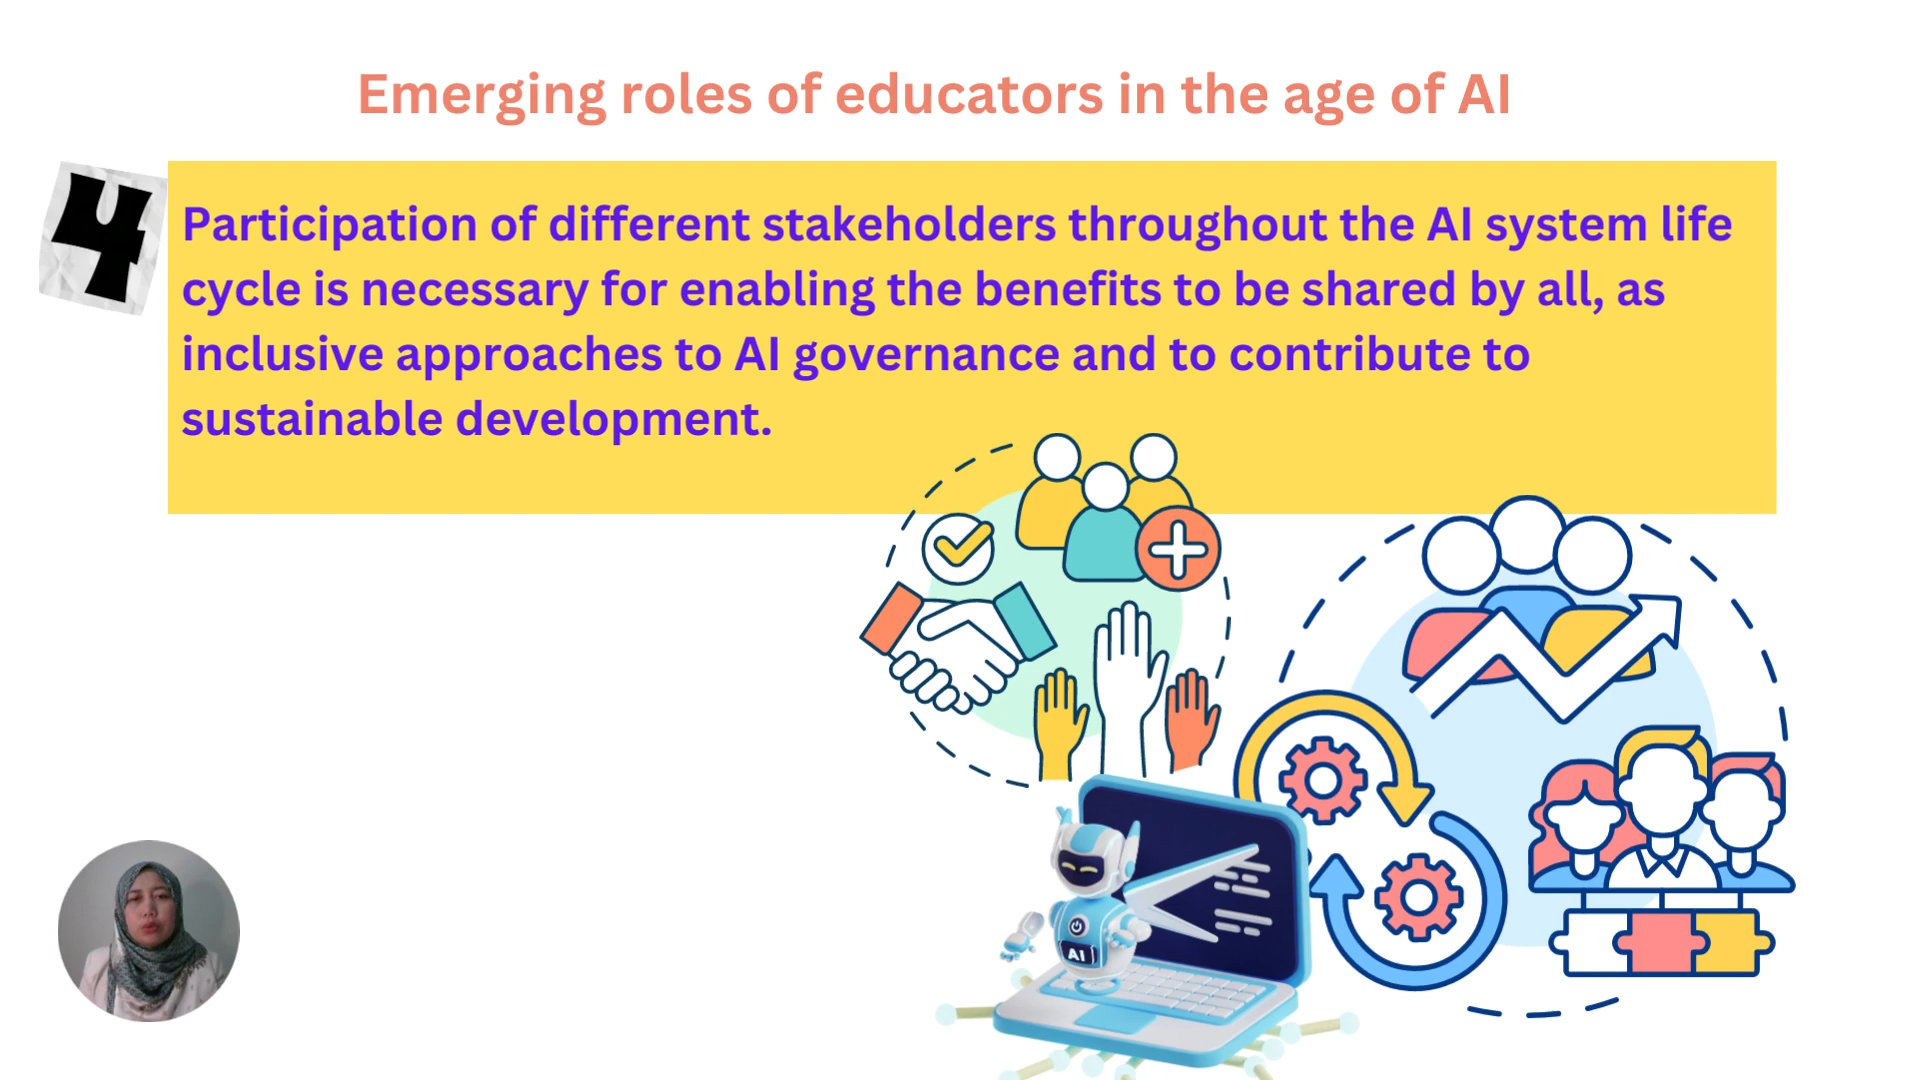 Emerging roles of educators in the age of AI
4
Participation of different stakeholders throughout the AI system life
cycle is necessary for enabling the benefits to be shared by all, as
inclusive approaches to AI governance and to contribute to
sustainable development.
AI